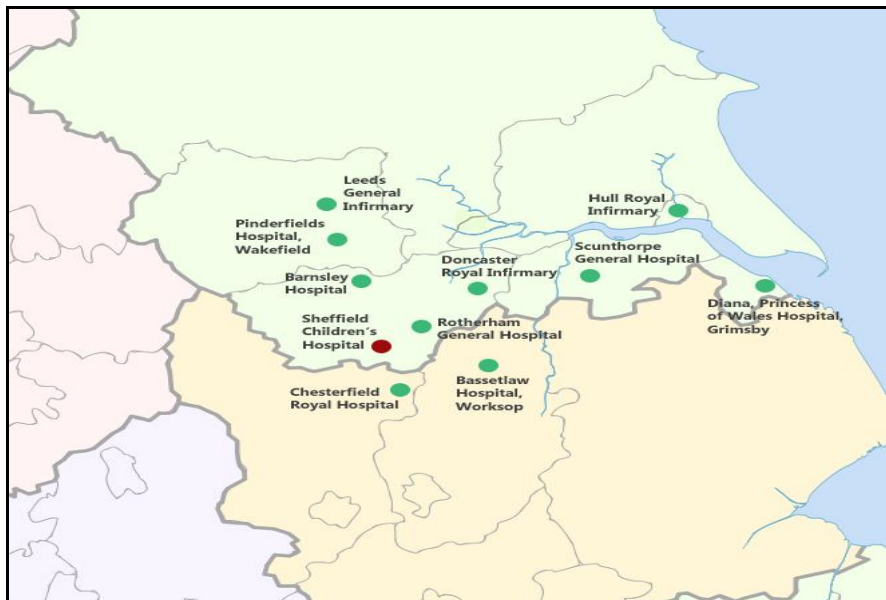 Leeds
General
Infirmary
Hull Royal
Infirmary
Pinderfields
Hospital,
Wakefield
Doncaster
Royal Infirmary
Scunthorpe
General Hospital
Barnsley
Hospital
Diana, Princess
of Wales Hospital,
Grimsby
Sheffield
Children's
Hospital
Rotherham
General Hospital
Chesterfield
Royal Hospital
Bassetlaw
Hospital,
Worksop